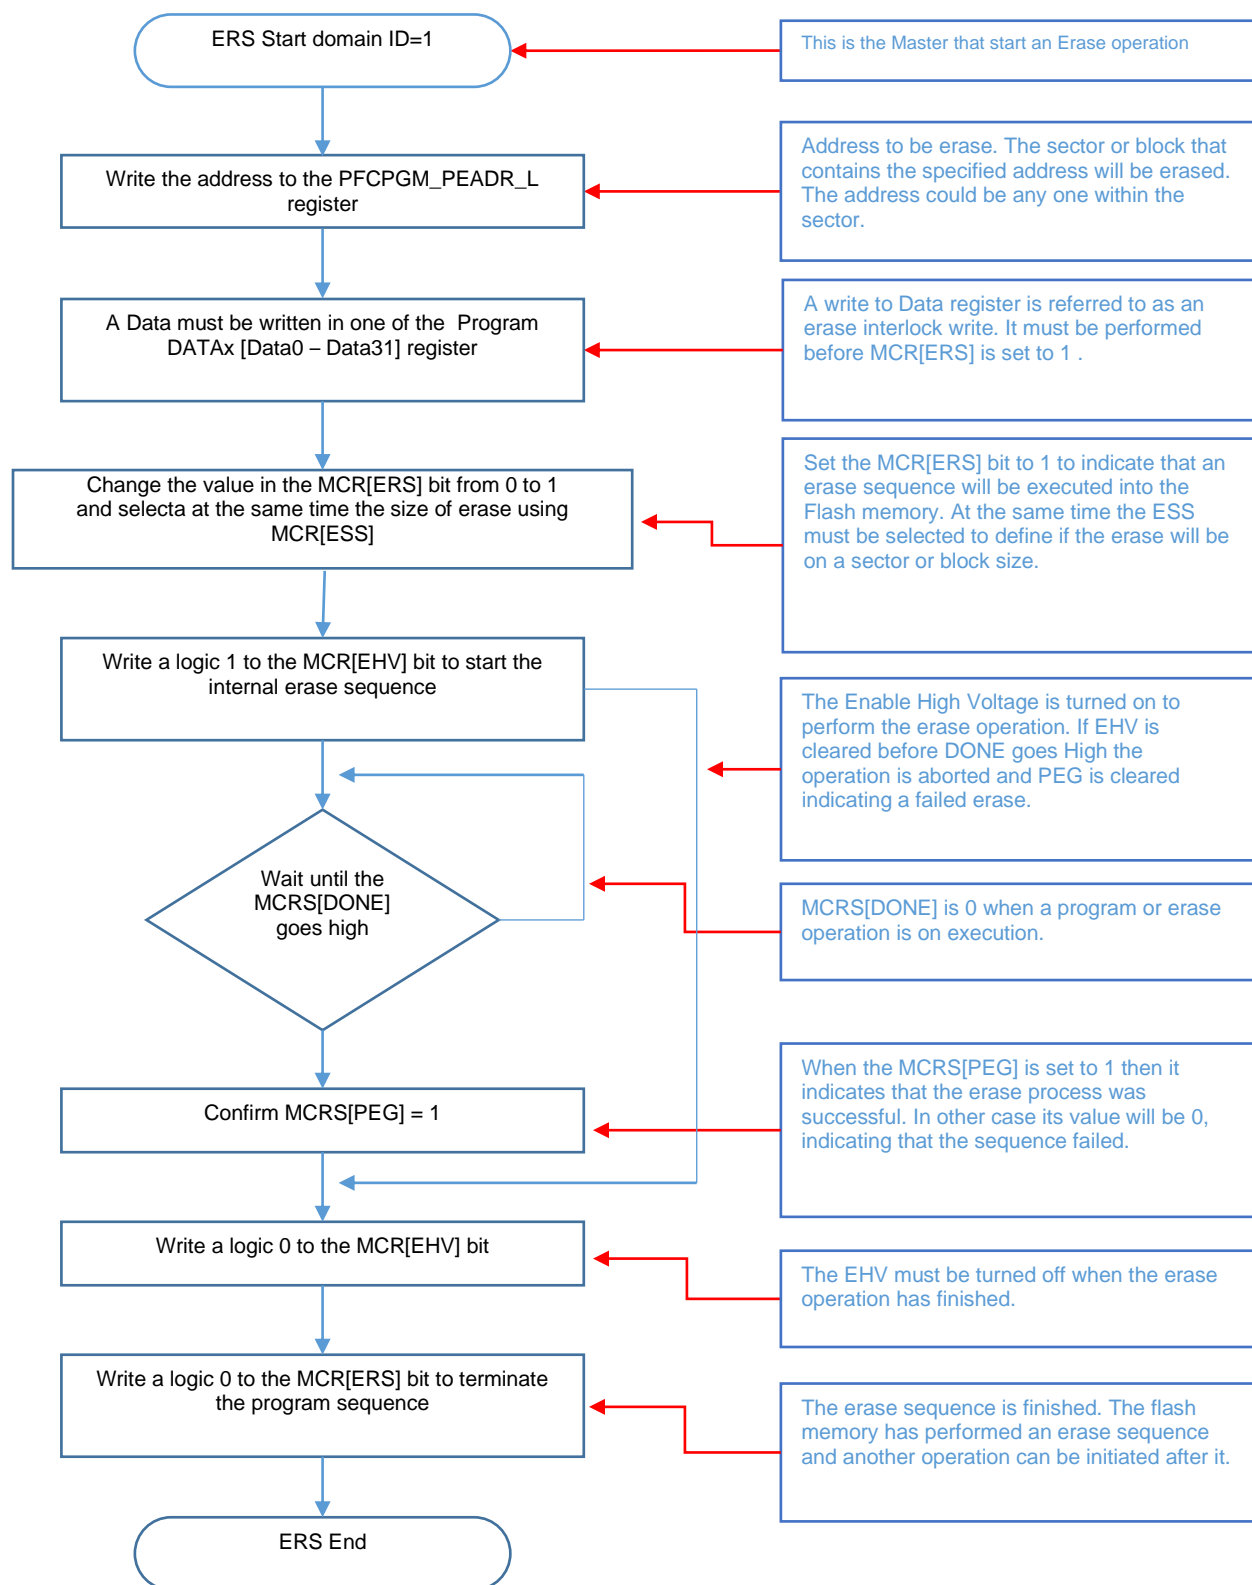 ERS Start domain ID=1
This is the Master that start an Erase operation
Write the address to the PFCPGM_PEADR_L
register
Address to be erase. The sector or block that
contains the specified address will be erased.
The address could be any one within the
sector.
A Data must be written in one of the Program
DATAx [Data0 – Data31] register
A write to Data register is referred to as an
erase interlock write. It must be performed
before MCR[ERS] is set to 1 .
Change the value in the MCR[ERS] bit from 0 to 1
and selecta at the same time the size of erase using
MCR[ESS]
Set the MCR[ERS] bit to 1 to indicate that an
erase sequence will be executed into the
Flash memory. At the same time the ESS
must be selected to define if the erase will be
on a sector or block size.
Write a logic 1 to the MCR[EHV] bit to start the
internal erase sequence
The Enable High Voltage is turned on to
perform the erase operation. If EHV is
cleared before DONE goes High the
operation is aborted and PEG is cleared
indicating a failed erase.
Wait until the
MCRS[DONE]
goes high
MCRS[DONE] is 0 when a program or erase
operation is on execution.
Confirm MCRS[PEG] = 1
When the MCRS[PEG] is set to 1 then it
indicates that the erase process was
successful. In other case its value will be 0,
indicating that the sequence failed.
Write a logic 0 to the MCR[EHV] bit
The EHV must be turned off when the erase
operation has finished.
Write a logic 0 to the MCR[ERS] bit to terminate
the program sequence
The erase sequence is finished. The flash
memory has performed an erase sequence
and another operation can be initiated after it.
ERS End